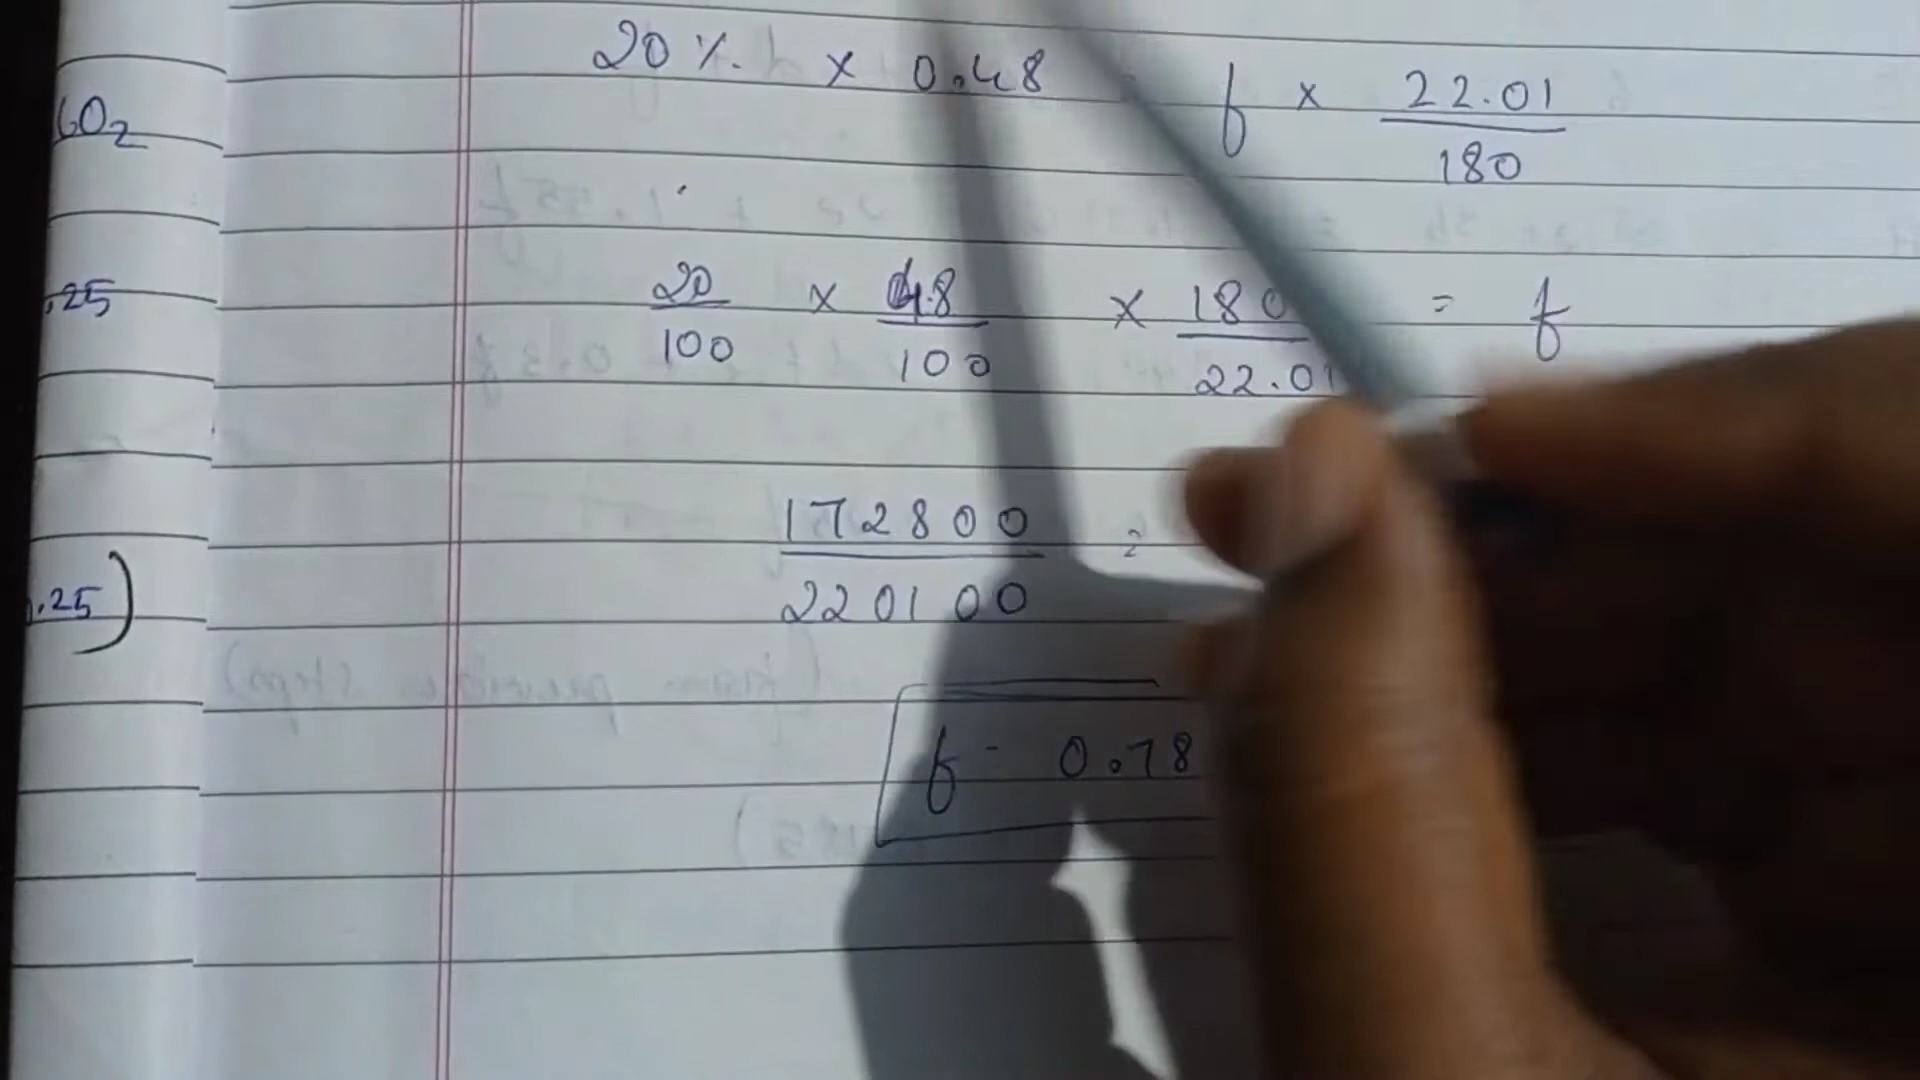 20% × 0.48 = f × 22.01/180
6O2
20/100 × 48/100 × 180/22.01 = f
.25
172800/220100 =
.25)
f = 0.78